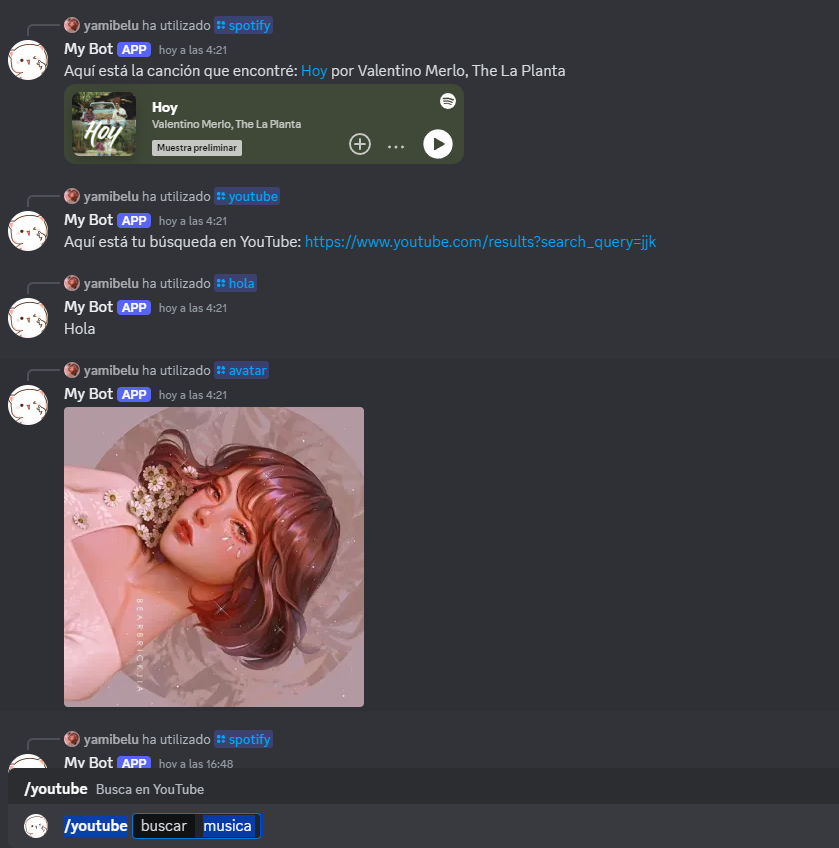 yamibelu ha utilizado spotify
My Bot APP hoy a las 4:21
Aquí está la canción que encontré: Hoy por Valentino Merlo, The La Planta
Hoy
Hoy
Valentino Merlo, The La Planta
Muestra preliminar
yamibelu ha utilizado youtube
My Bot APP hoy a las 4:21
Aquí está tu búsqueda en YouTube: https://www.youtube.com/results?search_query=jjk
yamibelu ha utilizado hola
My Bot APP hoy a las 4:21
Hola
yamibelu ha utilizado avatar
My Bot APP hoy a las 4:21
BEARBRICKJIA
yamibelu ha utilizado spotify
My Bot APP hoy a las 16:48
/youtube Busca en YouTube
/youtube buscar musica